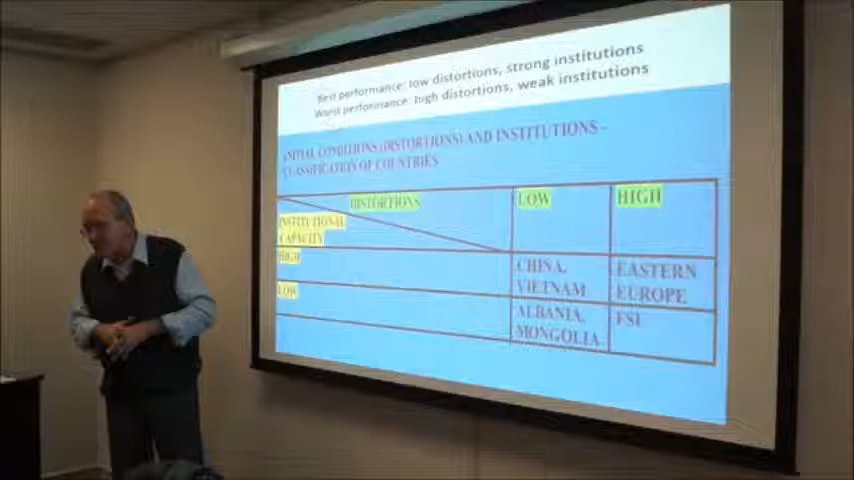 Best performance: low distortions, strong institutions
Worst performance: high distortions, weak institutions
INITIAL CONDITIONS (DISTORTIONS) AND INSTITUTIONS –
CLASSIFICATION OF COUNTRIES
DISTORTIONS
LOW
HIGH
INSTITUTIONAL
CAPACITY
HIGH
CHINA,
VIETNAM
EASTERN
EUROPE
LOW
ALBANIA,
MONGOLIA
FSI